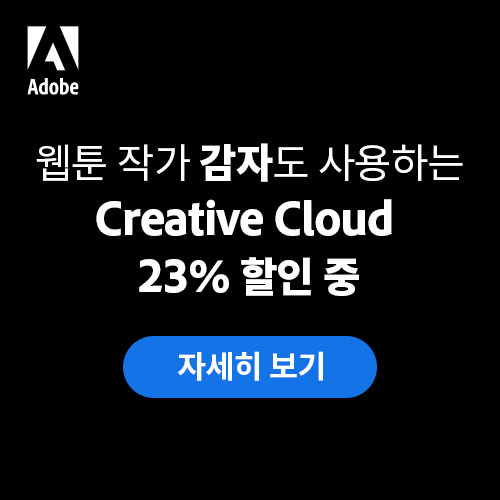 Adobe
웹툰 작가 감자도 사용하는
Creative Cloud
23% 할인 중
자세히 보기